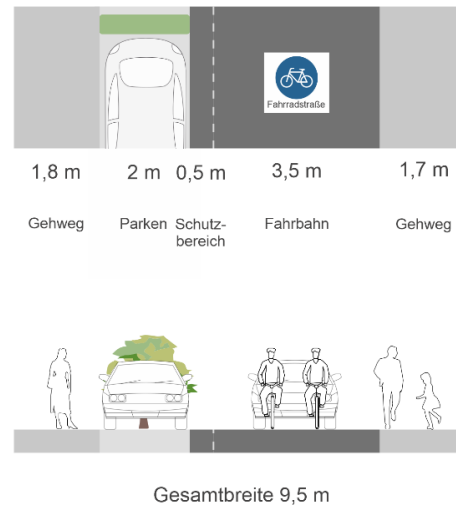 Fahrradstraße
1,8 m 2 m 0,5 m 3,5 m 1,7 m
Gehweg Parken Schutz- Fahrbahn Gehweg
bereich
Gesamtbreite 9,5 m